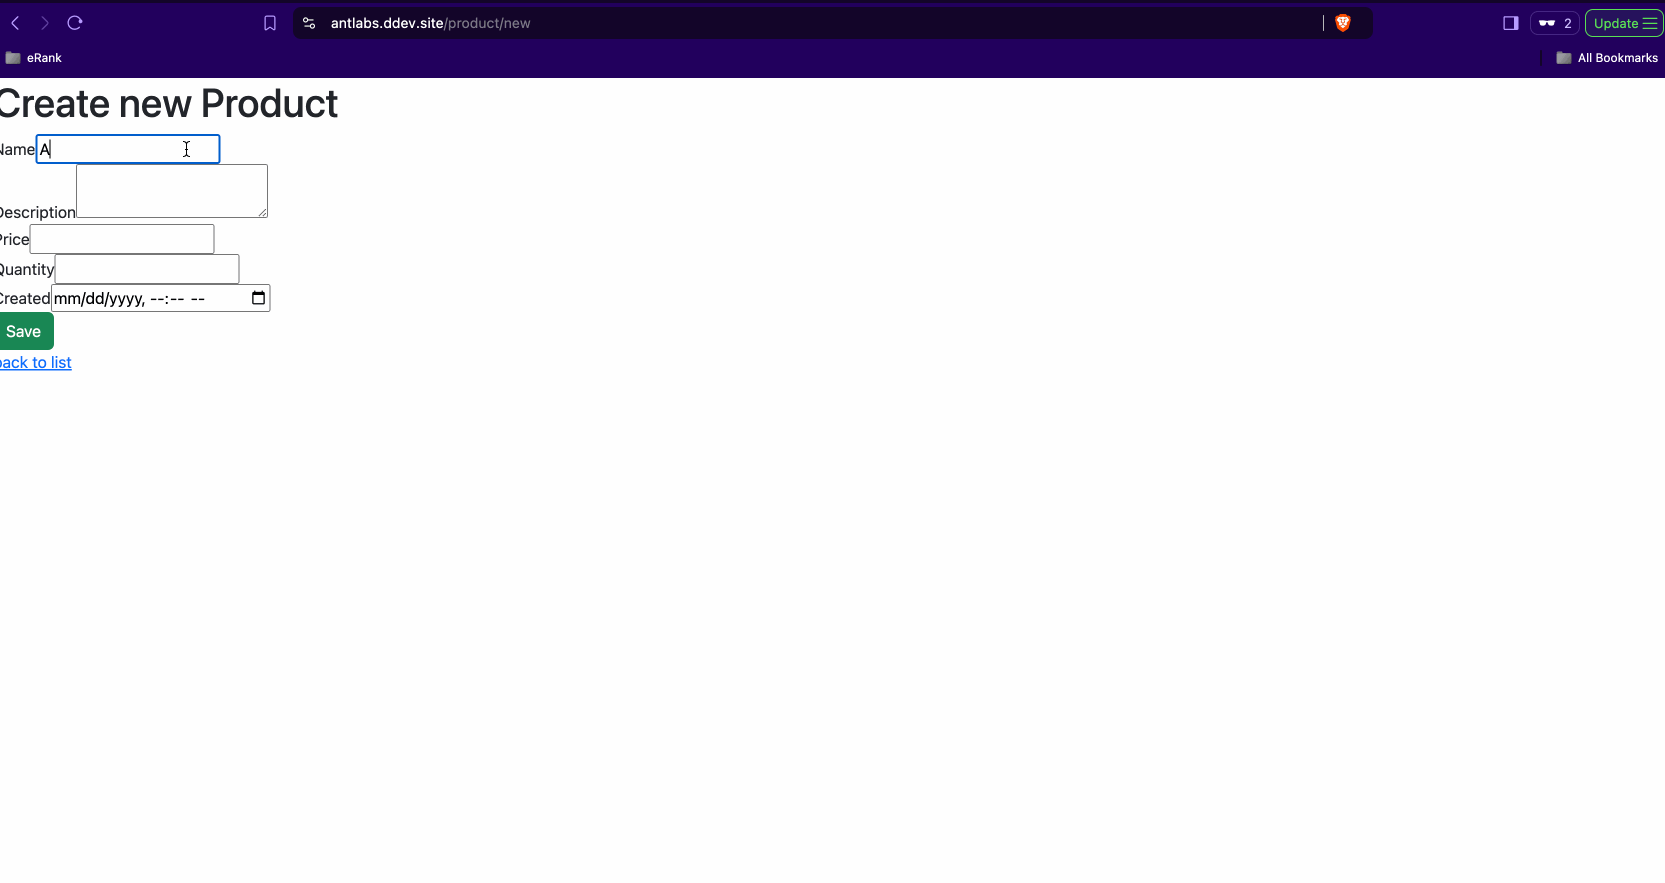 antlabs.ddev.site/product/new
2
Update
eRank
All Bookmarks
Create new Product
Name A
Description
Price
Quantity
Created mm/dd/yyyy, --:-- --
Save
back to list